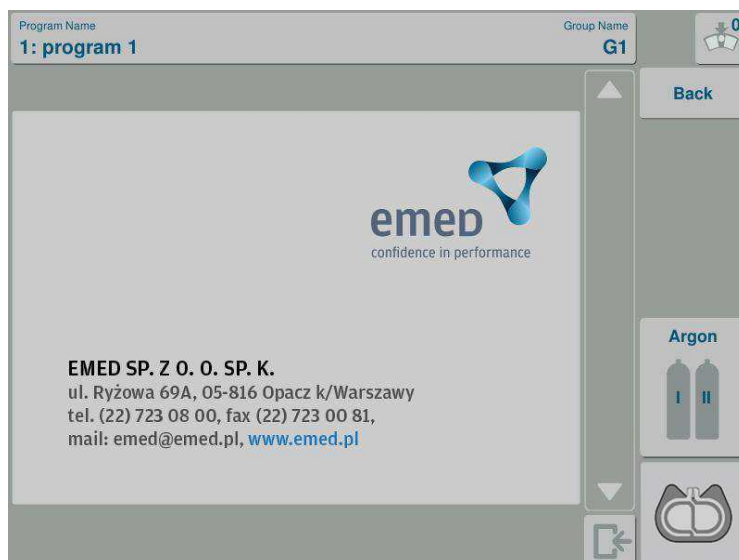 Program Name
1: program 1
Group Name
G1
0
Back
emed
confidence in performance
EMED SP. Z O. O. SP. K.
ul. Ryżowa 69A, 05-816 Opacz k/Warszawy
tel. (22) 723 08 00, fax (22) 723 00 81,
mail: emed@emed.pl, www.emed.pl
Argon
I II